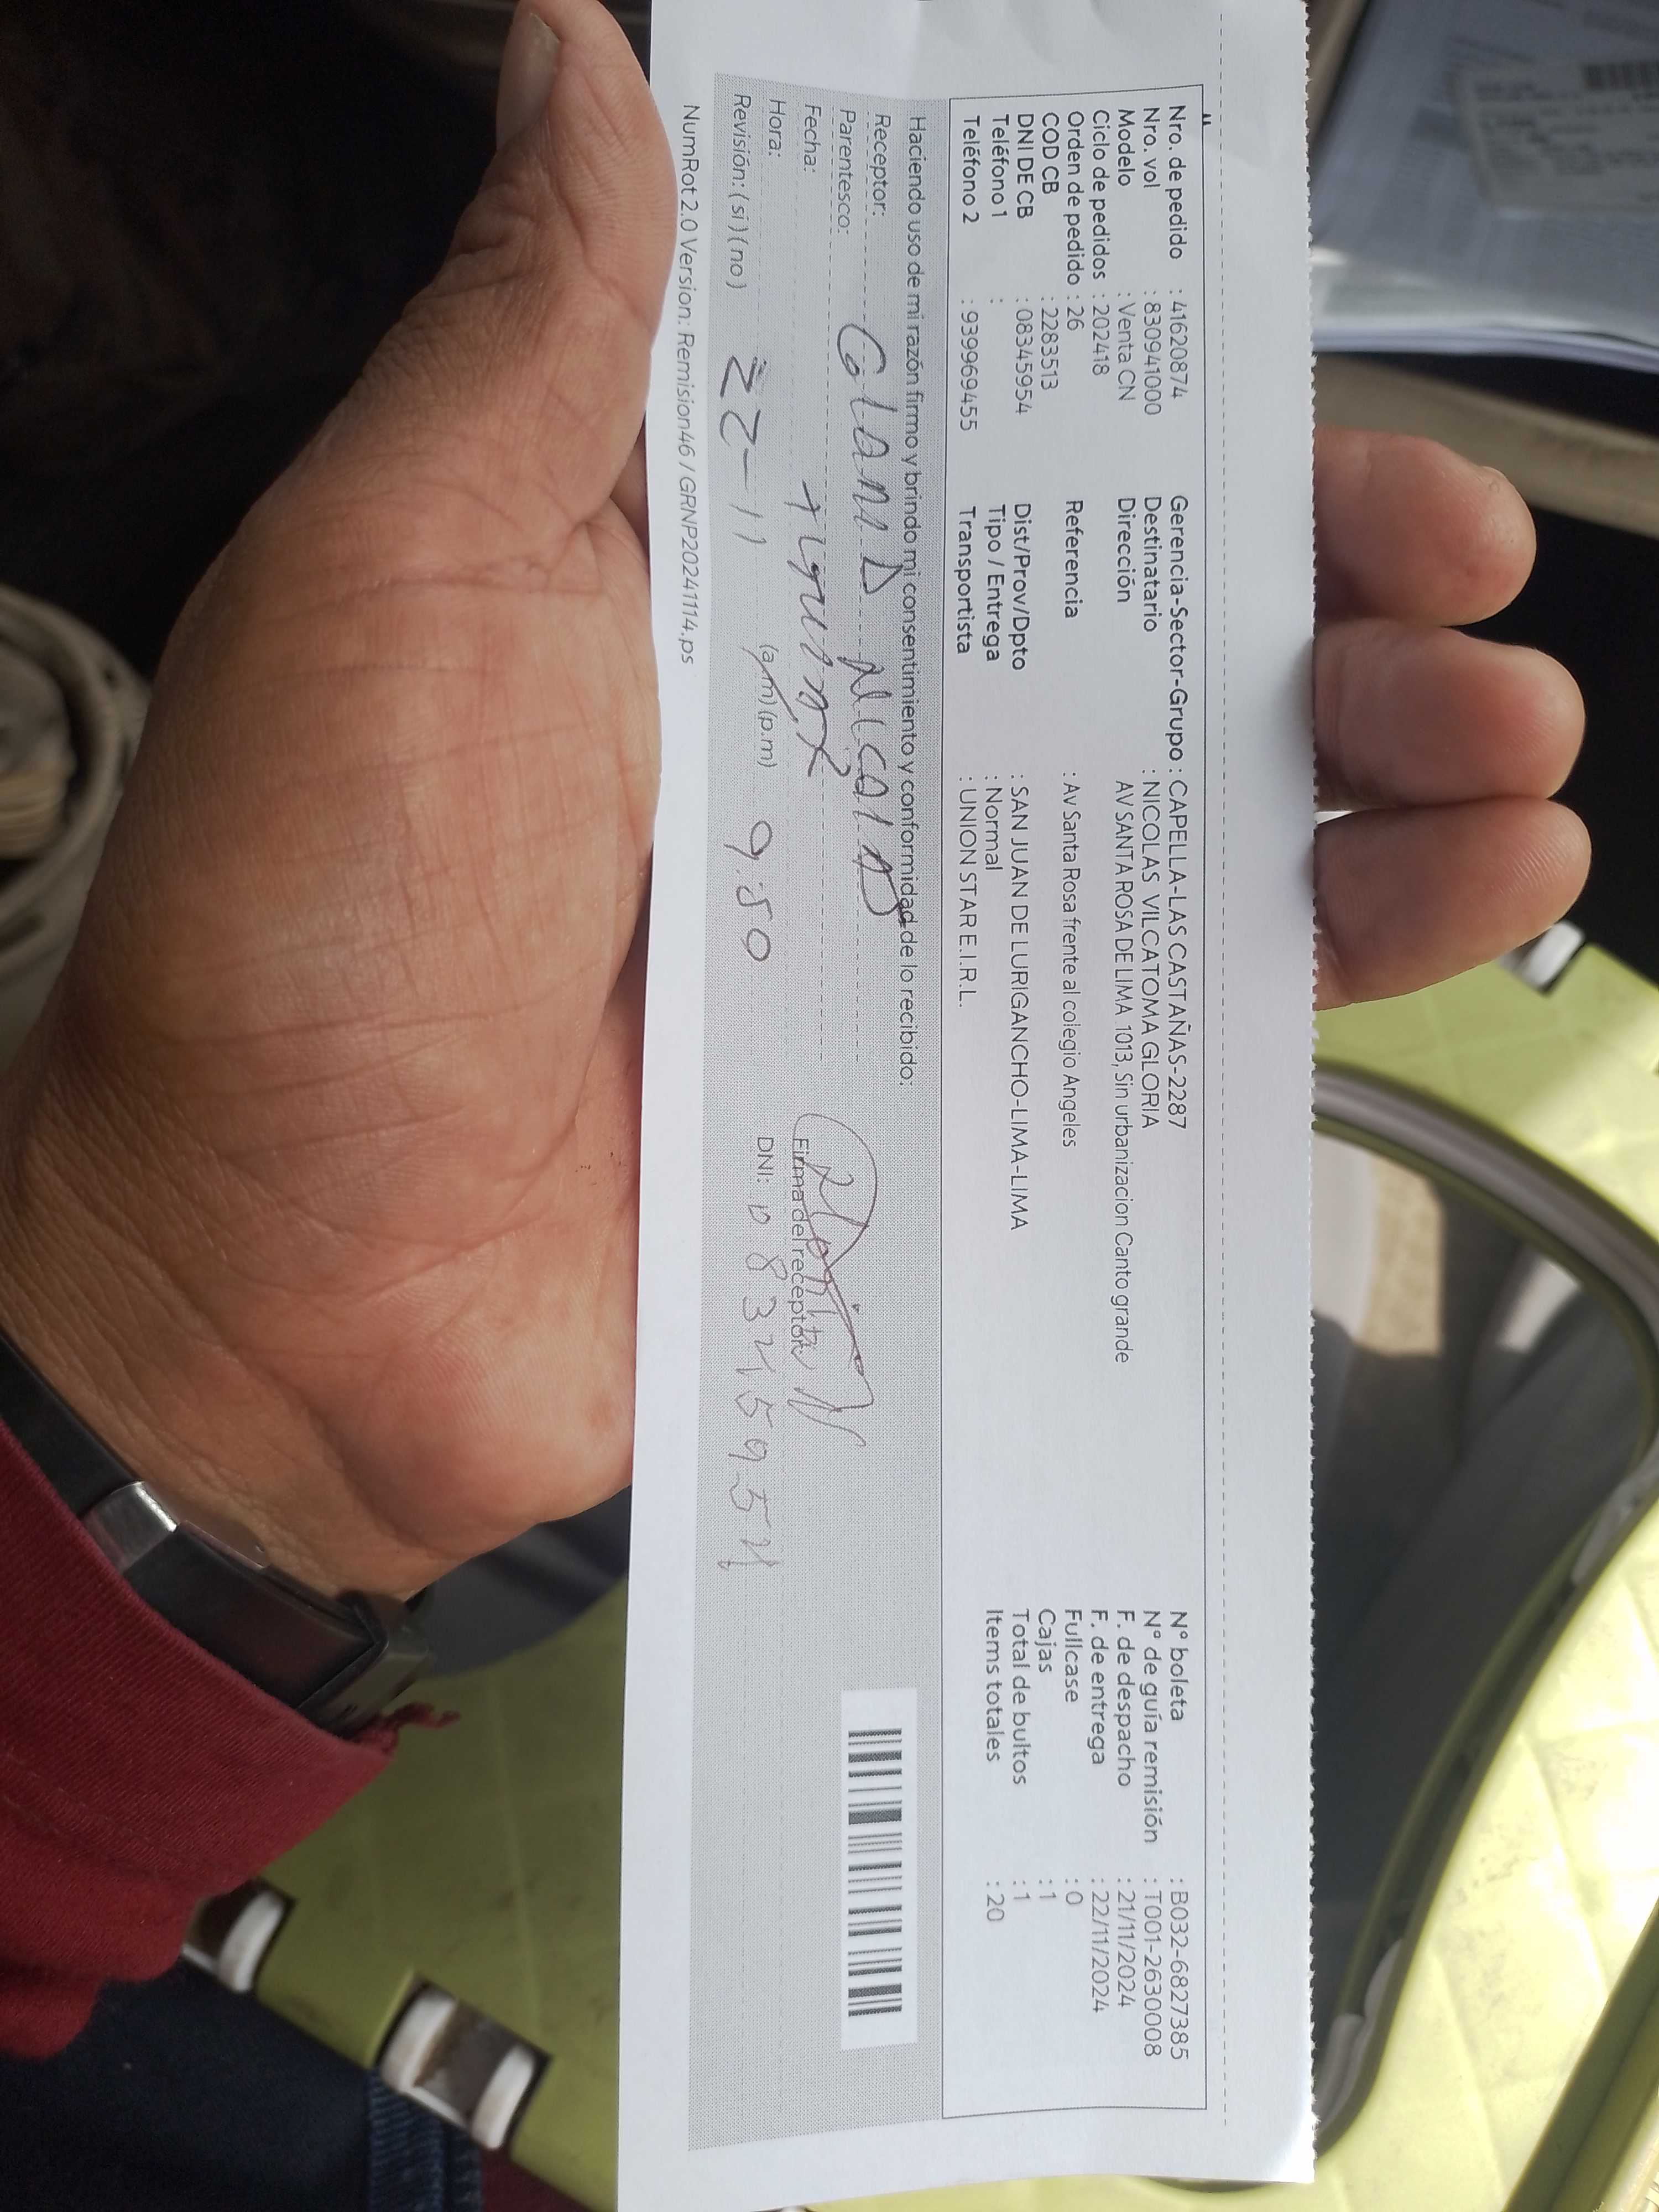 Nro. de pedido : 41620874
Nro. vol : 830941000
Modelo : Venta CN
Ciclo de pedidos : 202418
Orden de pedido : 26
COD CB : 2283513
DNI DE CB : 08345954
Teléfono 1 :
Teléfono 2 : 939969455
Gerencia-Sector-Grupo : CAPELLA-LAS CASTAÑAS-2287
Destinatario : NICOLAS VILCATOMA GLORIA
Dirección AV SANTA ROSA DE LIMA 1013, Sin urbanizacion Canto grande
Referencia : Av Santa Rosa frente al colegio Angeles
Dist/Prov/Dpto : SAN JUAN DE LURIGANCHO-LIMA-LIMA
Tipo / Entrega : Normal
Transportista : UNION STAR E.I.R.L.
N° boleta : B032-6827385
N° de guía remisión : T001-2630008
F. de despacho : 21/11/2024
F. de entrega : 22/11/2024
Fullcase : 0
Cajas : 1
Total de bultos : 1
Items totales : 20
Haciendo uso de mi razón firmo y brindo mi consentimiento y conformidad de lo recibido:
Receptor:
Parentesco:
Fecha:
Hora: (a.m) (p.m) 9:50
Revisión: (si) (no) 22-11
Firma del receptor
DNI: 08345954
NumRot 2.0 Version: Remision46 / GRNP20241114.ps